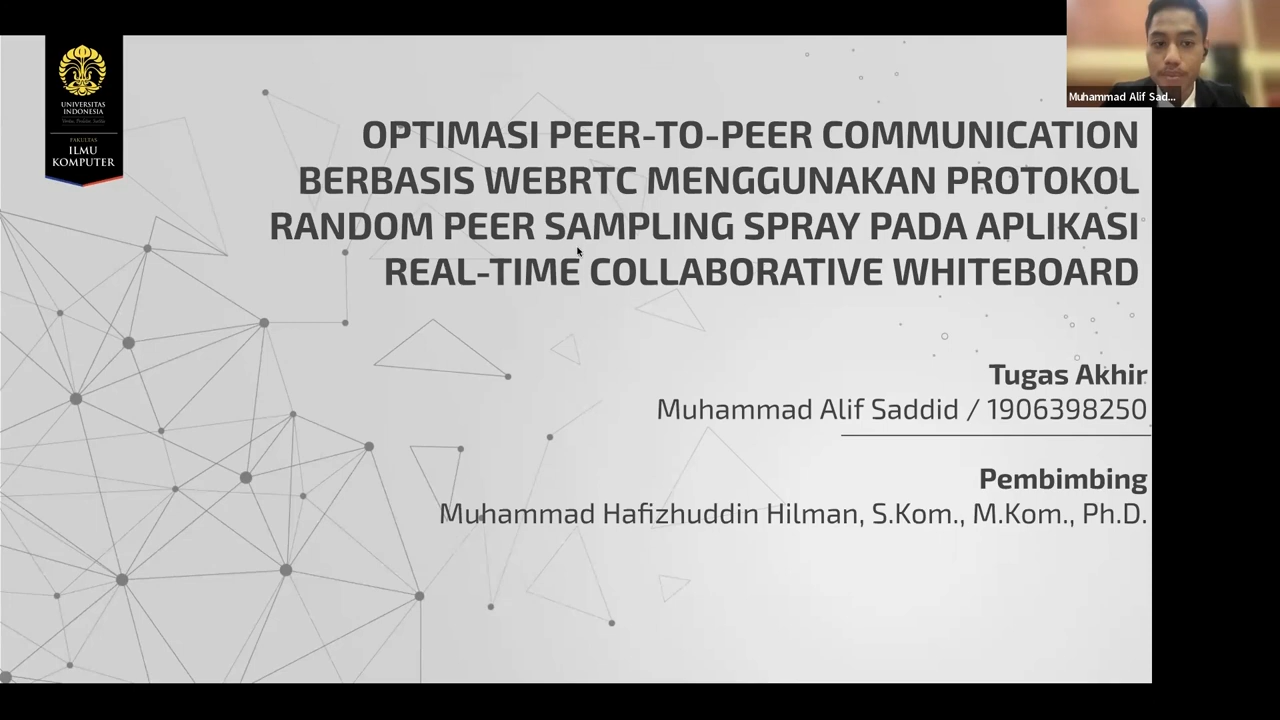 UNIVERSITAS
INDONESIA
FAKULTAS
ILMU
KOMPUTER
Muhammad Alif Sad...
OPTIMASI PEER-TO-PEER COMMUNICATION
BERBASIS WEBRTC MENGGUNAKAN PROTOKOL
RANDOM PEER SAMPLING SPRAY PADA APLIKASI
REAL-TIME COLLABORATIVE WHITEBOARD
Tugas Akhir
Muhammad Alif Saddid / 1906398250
Pembimbing
Muhammad Hafizhuddin Hilman, S.Kom., M.Kom., Ph.D.